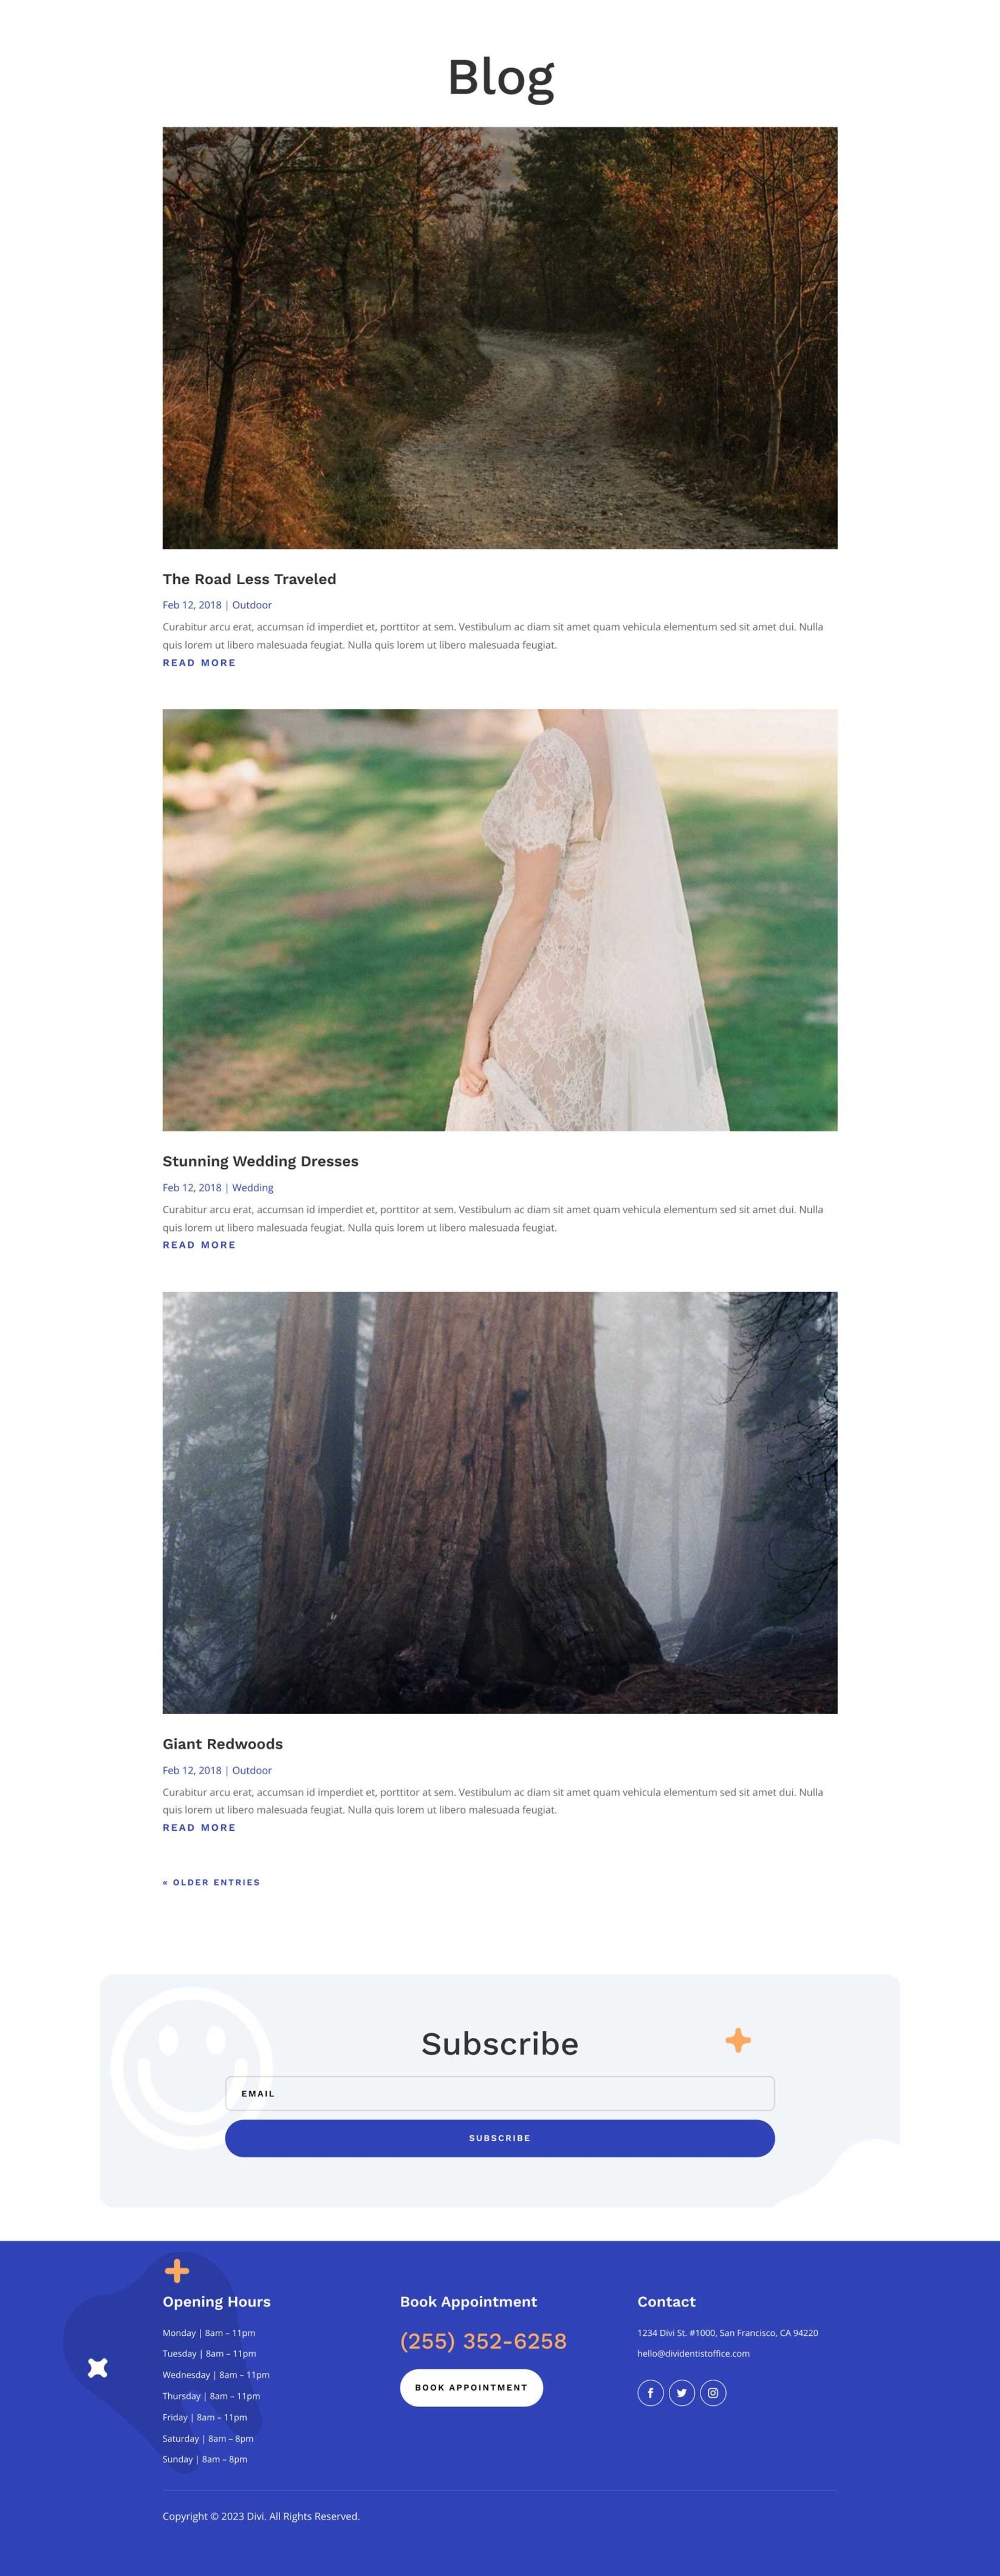 Blog
The Road Less Traveled
Feb 12, 2018 | Outdoor
Curabitur arcu erat, accumsan id imperdiet et, porttitor at sem. Vestibulum ac diam sit amet quam vehicula elementum sed sit amet dui. Nulla
quis lorem ut libero malesuada feugiat. Nulla quis lorem ut libero malesuada feugiat.
READ MORE
Stunning Wedding Dresses
Feb 12, 2018 | Wedding
Curabitur arcu erat, accumsan id imperdiet et, porttitor at sem. Vestibulum ac diam sit amet quam vehicula elementum sed sit amet dui. Nulla
quis lorem ut libero malesuada feugiat. Nulla quis lorem ut libero malesuada feugiat.
READ MORE
Giant Redwoods
Feb 12, 2018 | Outdoor
Curabitur arcu erat, accumsan id imperdiet et, porttitor at sem. Vestibulum ac diam sit amet quam vehicula elementum sed sit amet dui. Nulla
quis lorem ut libero malesuada feugiat. Nulla quis lorem ut libero malesuada feugiat.
READ MORE
« OLDER ENTRIES
Subscribe
EMAIL
SUBSCRIBE
Opening Hours
Monday | 8am – 11pm
Tuesday | 8am – 11pm
Wednesday | 8am – 11pm
Thursday | 8am – 11pm
Friday | 8am – 11pm
Saturday | 8am – 8pm
Sunday | 8am – 8pm
Book Appointment
(255) 352-6258
BOOK APPOINTMENT
Contact
1234 Divi St. #1000, San Francisco, CA 94220
hello@dividentistoffice.com
Copyright © 2023 Divi. All Rights Reserved.